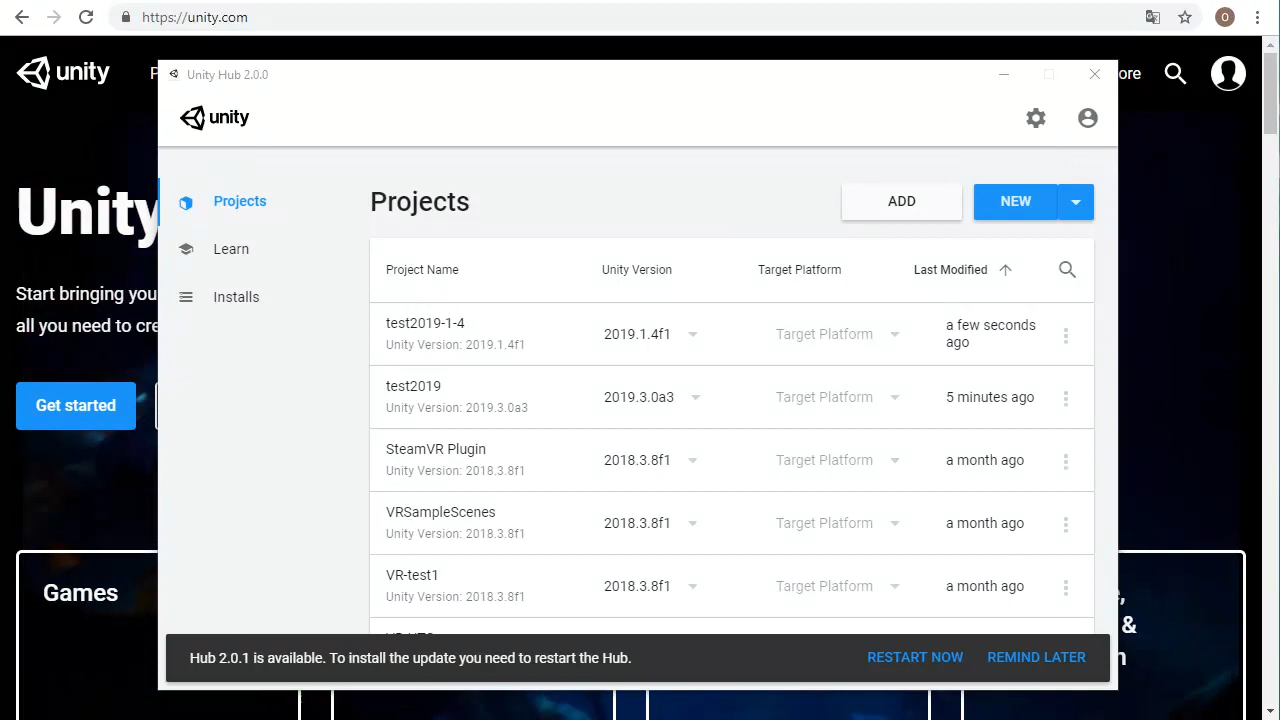 https://unity.com
O
unity
P
ore
Unity Hub 2.0.0
unity
Unity
Start bringing you
all you need to cre
Get started
Projects
Learn
Installs
Projects
ADD
NEW
Project Name Unity Version Target Platform Last Modified
test2019-1-4
Unity Version: 2019.1.4f1
2019.1.4f1
Target Platform
a few seconds
ago
test2019
Unity Version: 2019.3.0a3
2019.3.0a3
Target Platform
5 minutes ago
SteamVR Plugin
Unity Version: 2018.3.8f1
2018.3.8f1
Target Platform
a month ago
VRSampleScenes
Unity Version: 2018.3.8f1
2018.3.8f1
Target Platform
a month ago
VR-test1
Unity Version: 2018.3.8f1
2018.3.8f1
Target Platform
a month ago
Hub 2.0.1 is available. To install the update you need to restart the Hub.
RESTART NOW
REMIND LATER
Games
&
n